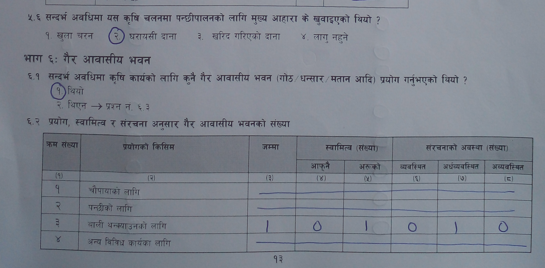 ५.६ सन्दर्भ अवधिमा यस कृषि चलनमा पन्छीपालनको लागि मुख्य आहारा के खुवाइएको थियो ?
१. खुला चरन २. घरायसी दाना ३. खरिद गरिएको दाना ४. लागू नहुने
भाग ६: गैर आवासीय भवन
६.१ सन्दर्भ अवधिमा कृषि कार्यको लागि कुनै गैर आवासीय भवन (गोठ/धन्सार/मतान आदि) प्रयोग गर्नुभएको थियो ?
१. थियो
२. थिएन → प्रश्न नं. ६.३
६.२ प्रयोग, स्वामित्व र संरचना अनुसार गैर आवासीय भवनको संख्या
क्रम संख्या प्रयोगको किसिम जम्मा स्वामित्व (संख्या) संरचनाको अवस्था (संख्या)
आफ्नै अरुको व्यवस्थित अर्धव्यवस्थित अव्यवस्थित
(१) (२) (३) (४) (५) (६) (७) (८)
१ चौपायाको लागि
२ पन्छीको लागि
३ बाली थन्क्याउनको लागि 1 0 1 0 1 0
४ अन्य विविध कार्यका लागि
१३